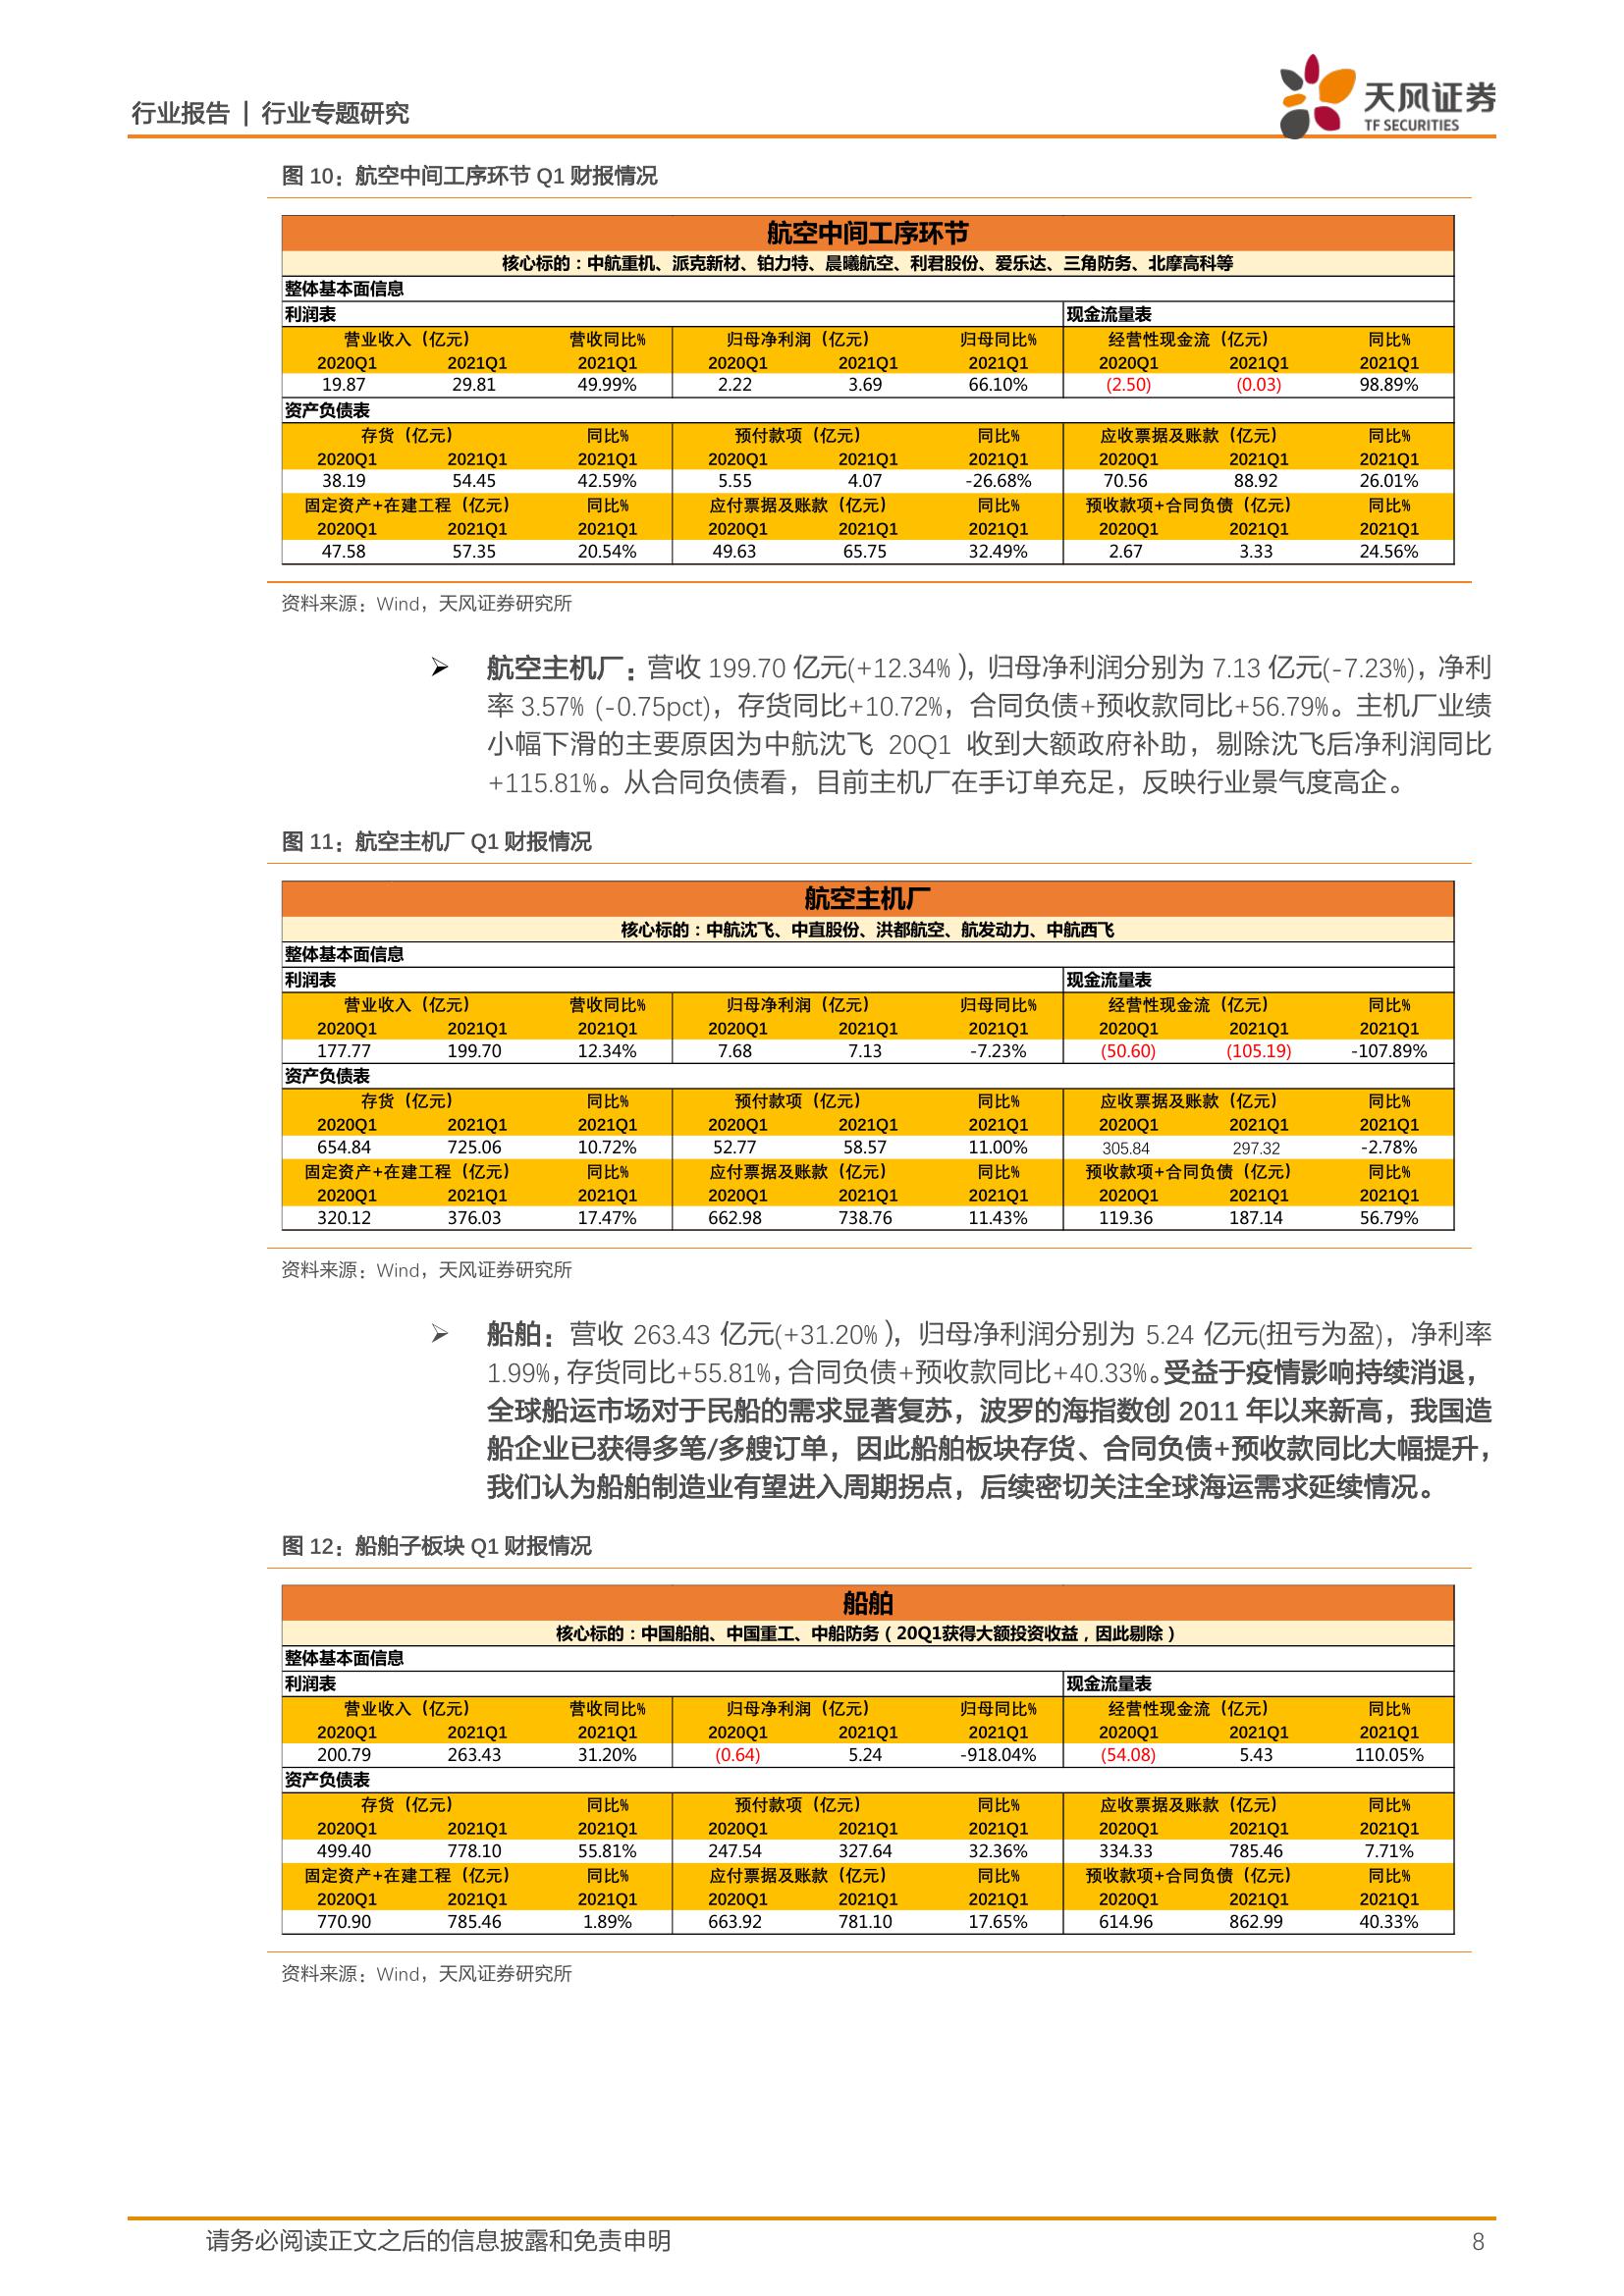 行业报告 | 行业专题研究
天风证券
TF SECURITIES
图 10：航空中间工序环节 Q1 财报情况
航空中间工序环节
核心标的：中航重机、派克新材、铂力特、晨曦航空、利君股份、爱乐达、三角防务、北摩高科等
整体基本面信息
利润表 现金流量表
营业收入（亿元） 营收同比% 归母净利润（亿元） 归母同比% 经营性现金流（亿元） 同比%
2020Q1 2021Q1 2021Q1 2020Q1 2021Q1 2021Q1 2020Q1 2021Q1 2021Q1
19.87 29.81 49.99% 2.22 3.69 66.10% (2.50) (0.03) 98.89%
资产负债表
存货（亿元） 同比% 预付款项（亿元） 同比% 应收票据及账款（亿元） 同比%
2020Q1 2021Q1 2021Q1 2020Q1 2021Q1 2021Q1 2020Q1 2021Q1 2021Q1
38.19 54.45 42.59% 5.55 4.07 -26.68% 70.56 88.92 26.01%
固定资产+在建工程（亿元） 同比% 应付票据及账款（亿元） 同比% 预收款项+合同负债（亿元） 同比%
2020Q1 2021Q1 2021Q1 2020Q1 2021Q1 2021Q1 2020Q1 2021Q1 2021Q1
47.58 57.35 20.54% 49.63 65.75 32.49% 2.67 3.33 24.56%
资料来源：Wind，天风证券研究所
➢ 航空主机厂：营收 199.70 亿元(+12.34%)，归母净利润分别为 7.13 亿元(-7.23%)，净利
率 3.57% (-0.75pct)，存货同比+10.72%，合同负债+预收款同比+56.79%。主机厂业绩
小幅下滑的主要原因为中航沈飞 20Q1 收到大额政府补助，剔除沈飞后净利润同比
+115.81%。从合同负债看，目前主机厂在手订单充足，反映行业景气度高企。
图 11：航空主机厂 Q1 财报情况
航空主机厂
核心标的：中航沈飞、中直股份、洪都航空、航发动力、中航西飞
整体基本面信息
利润表 现金流量表
营业收入（亿元） 营收同比% 归母净利润（亿元） 归母同比% 经营性现金流（亿元） 同比%
2020Q1 2021Q1 2021Q1 2020Q1 2021Q1 2021Q1 2020Q1 2021Q1 2021Q1
177.77 199.70 12.34% 7.68 7.13 -7.23% (50.60) (105.19) -107.89%
资产负债表
存货（亿元） 同比% 预付款项（亿元） 同比% 应收票据及账款（亿元） 同比%
2020Q1 2021Q1 2021Q1 2020Q1 2021Q1 2021Q1 2020Q1 2021Q1 2021Q1
654.84 725.06 10.72% 52.77 58.57 11.00% 305.84 297.32 -2.78%
固定资产+在建工程（亿元） 同比% 应付票据及账款（亿元） 同比% 预收款项+合同负债（亿元） 同比%
2020Q1 2021Q1 2021Q1 2020Q1 2021Q1 2021Q1 2020Q1 2021Q1 2021Q1
320.12 376.03 17.47% 662.98 738.76 11.43% 119.36 187.14 56.79%
资料来源：Wind，天风证券研究所
➢ 船舶：营收 263.43 亿元(+31.20%)，归母净利润分别为 5.24 亿元(扭亏为盈)，净利率
1.99%，存货同比+55.81%，合同负债+预收款同比+40.33%。受益于疫情影响持续消退，
全球船运市场对于民船的需求显著复苏，波罗的海指数创 2011 年以来新高，我国造
船企业已获得多笔/多艘订单，因此船舶板块存货、合同负债+预收款同比大幅提升，
我们认为船舶制造业有望进入周期拐点，后续密切关注全球海运需求延续情况。
图 12：船舶子板块 Q1 财报情况
船舶
核心标的：中国船舶、中国重工、中船防务（20Q1获得大额投资收益，因此剔除）
整体基本面信息
利润表 现金流量表
营业收入（亿元） 营收同比% 归母净利润（亿元） 归母同比% 经营性现金流（亿元） 同比%
2020Q1 2021Q1 2021Q1 2020Q1 2021Q1 2021Q1 2020Q1 2021Q1 2021Q1
200.79 263.43 31.20% (0.64) 5.24 -918.04% (54.08) 5.43 110.05%
资产负债表
存货（亿元） 同比% 预付款项（亿元） 同比% 应收票据及账款（亿元） 同比%
2020Q1 2021Q1 2021Q1 2020Q1 2021Q1 2021Q1 2020Q1 2021Q1 2021Q1
499.40 778.10 55.81% 247.54 327.64 32.36% 334.33 785.46 7.71%
固定资产+在建工程（亿元） 同比% 应付票据及账款（亿元） 同比% 预收款项+合同负债（亿元） 同比%
2020Q1 2021Q1 2021Q1 2020Q1 2021Q1 2021Q1 2020Q1 2021Q1 2021Q1
770.90 785.46 1.89% 663.92 781.10 17.65% 614.96 862.99 40.33%
资料来源：Wind，天风证券研究所
请务必阅读正文之后的信息披露和免责申明 8